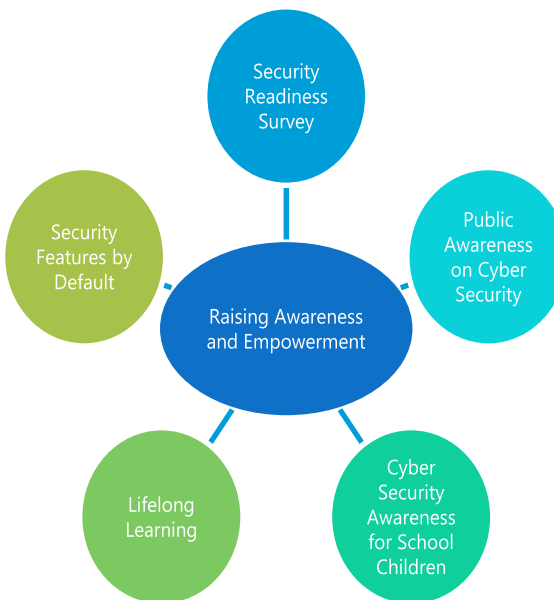 Security
Readiness
Survey
Public
Awareness
on Cyber
Security
Security
Features by
Default
Raising Awareness
and Empowerment
Cyber
Security
Awareness
for School
Children
Lifelong
Learning